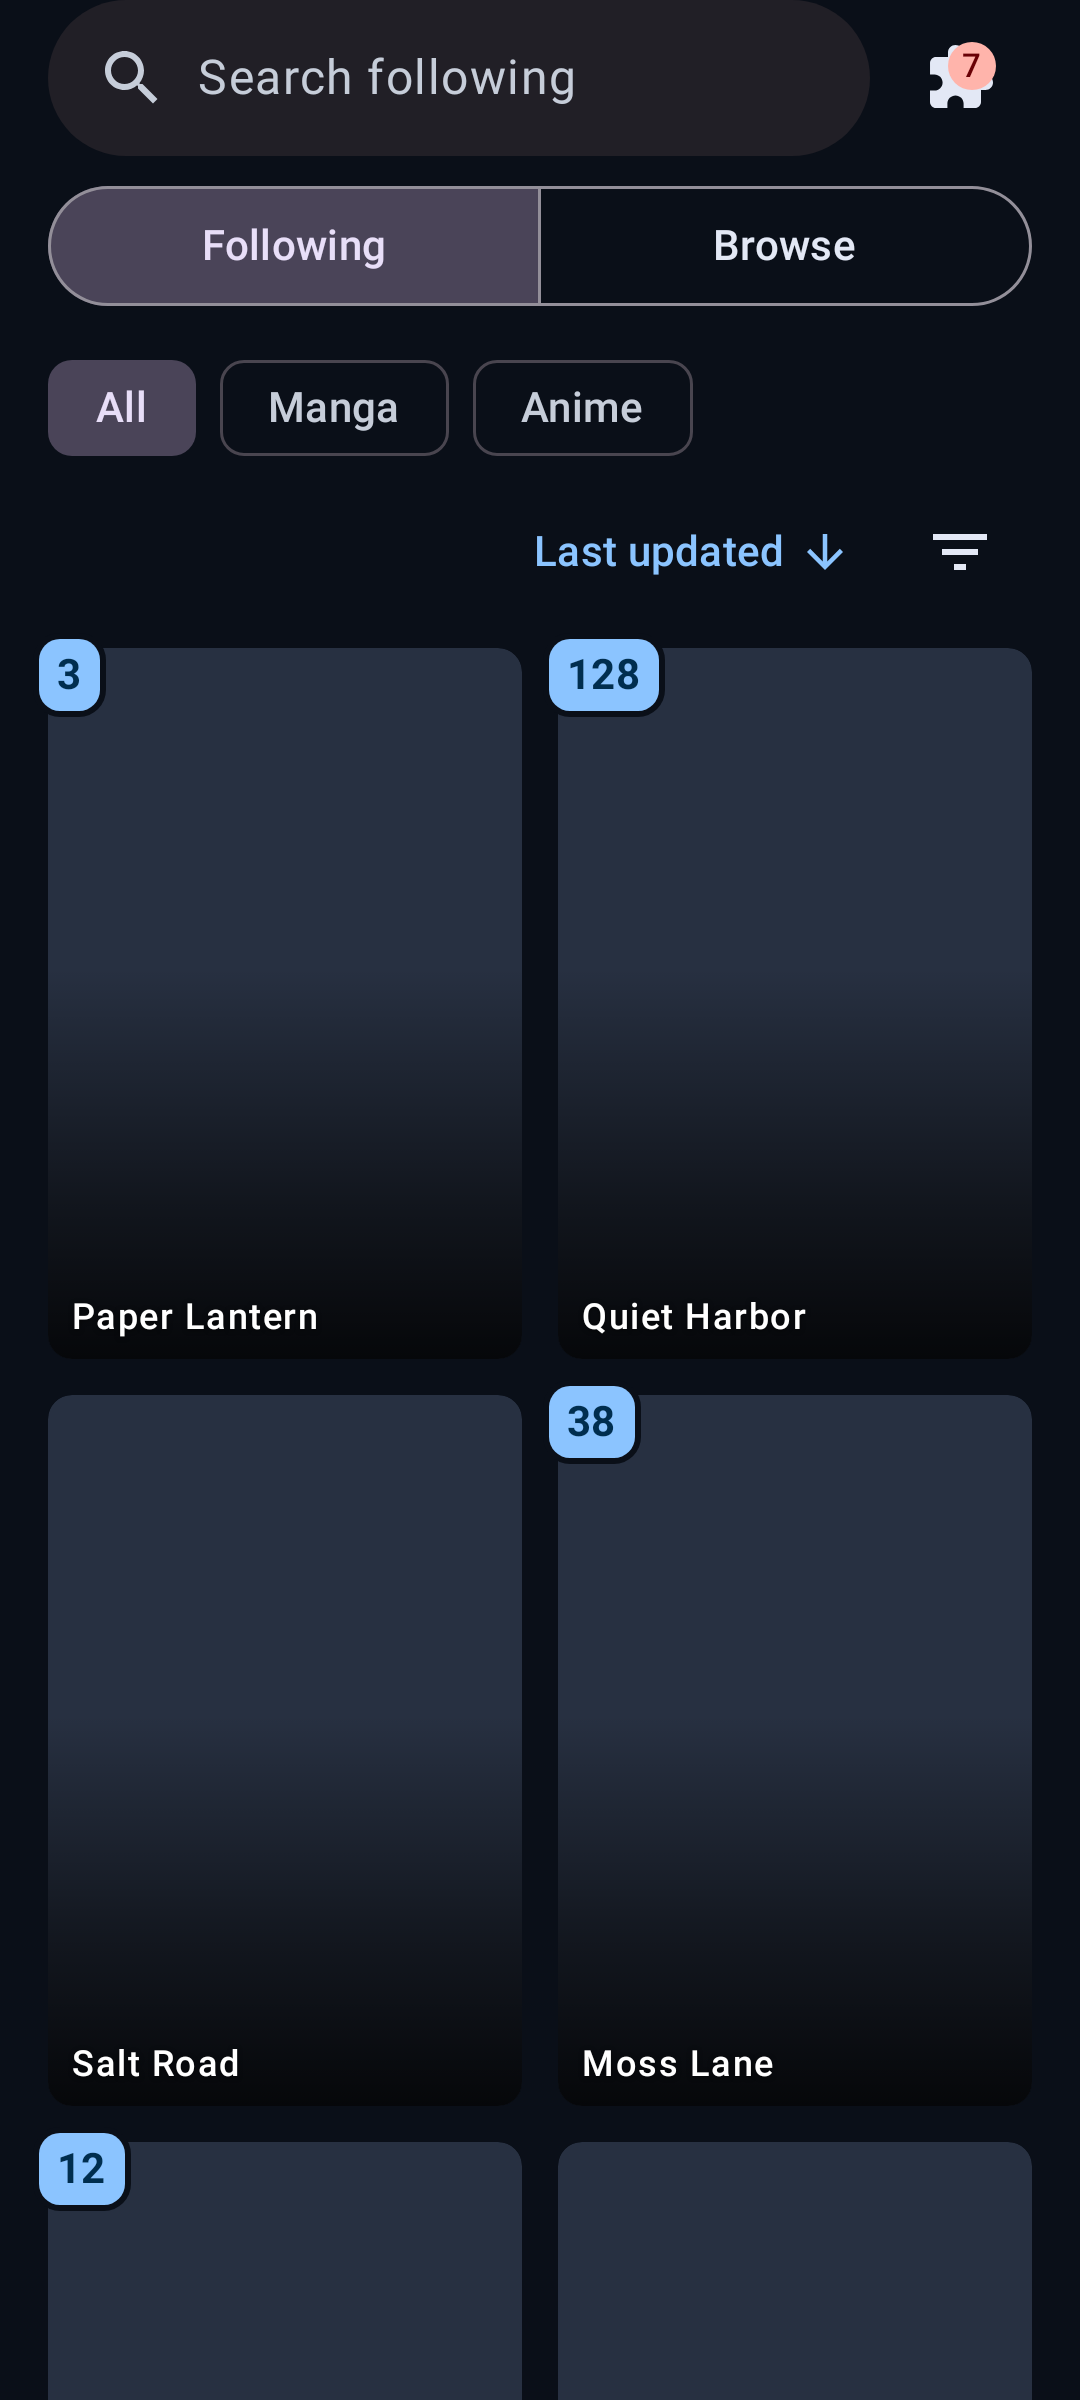 Search following
7
Following
Browse
All
Manga
Anime
Last updated
3
128
Paper Lantern
Quiet Harbor
38
Salt Road
Moss Lane
12